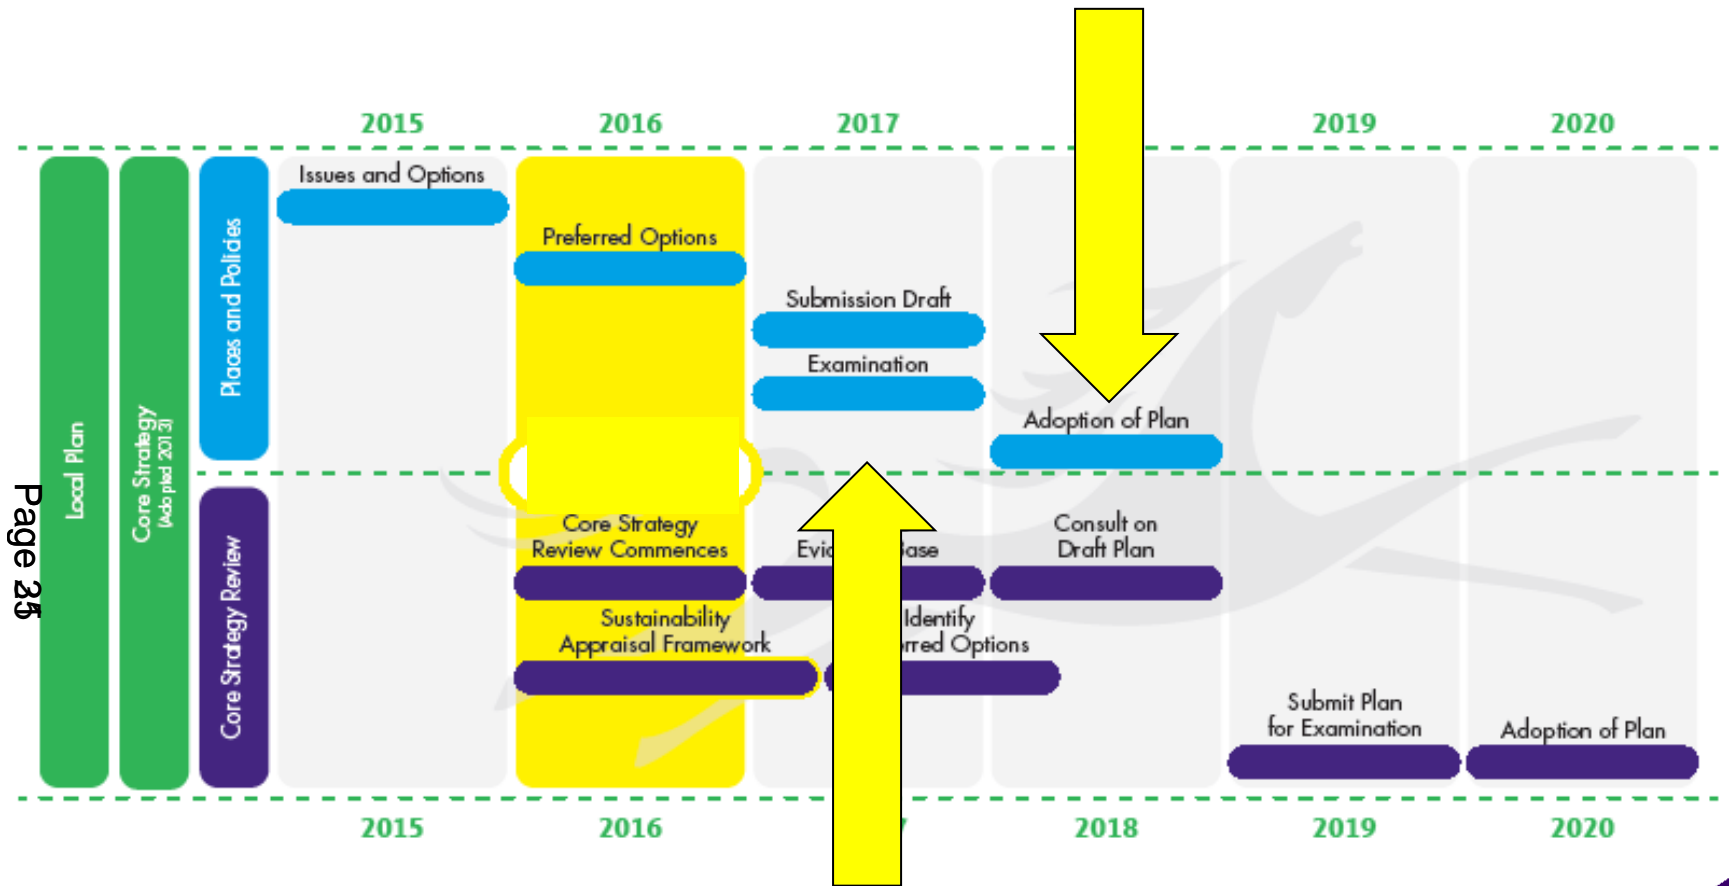 2015
2016
2017
2019
2020
Local Plan
Core Strategy
(Adopted 2013)
Places and Policies
Core Strategy Review
Issues and Options
Preferred Options
Submission Draft
Examination
Adoption of Plan
Core Strategy
Review Commences
Consult on
Draft Plan
Sustainability
Appraisal Framework
Identify
Options
Submit Plan
for Examination
Adoption of Plan
2015
2016
2018
2019
2020
Page